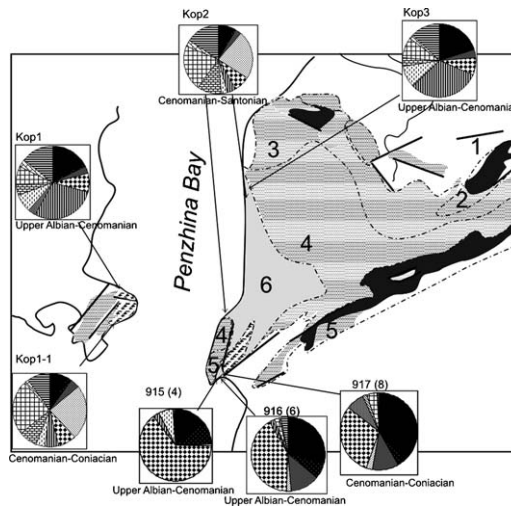 Kop2
Kop3
Cenomanian-Santonian
Upper Albian-Cenomania
Kop1
Upper Albian-Cenomanian
Penzhina Bay
1
2
3
4
6
4
5
5
Kop1-1
Cenomanian-Coniacian
915 (4)
916 (6)
917 (8)
Upper Albian-Cenomanian
Upper Albian-Cenomanian
Cenomanian-Coniacian